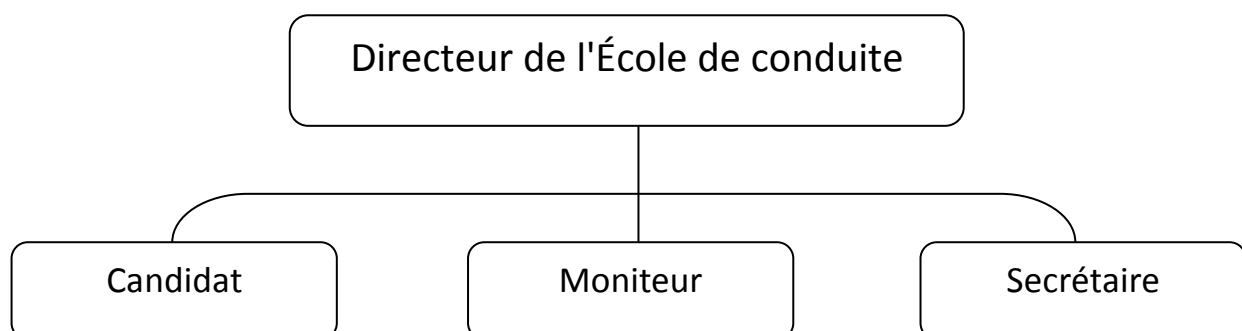 Directeur de l'École de conduite
Candidat
Moniteur
Secrétaire